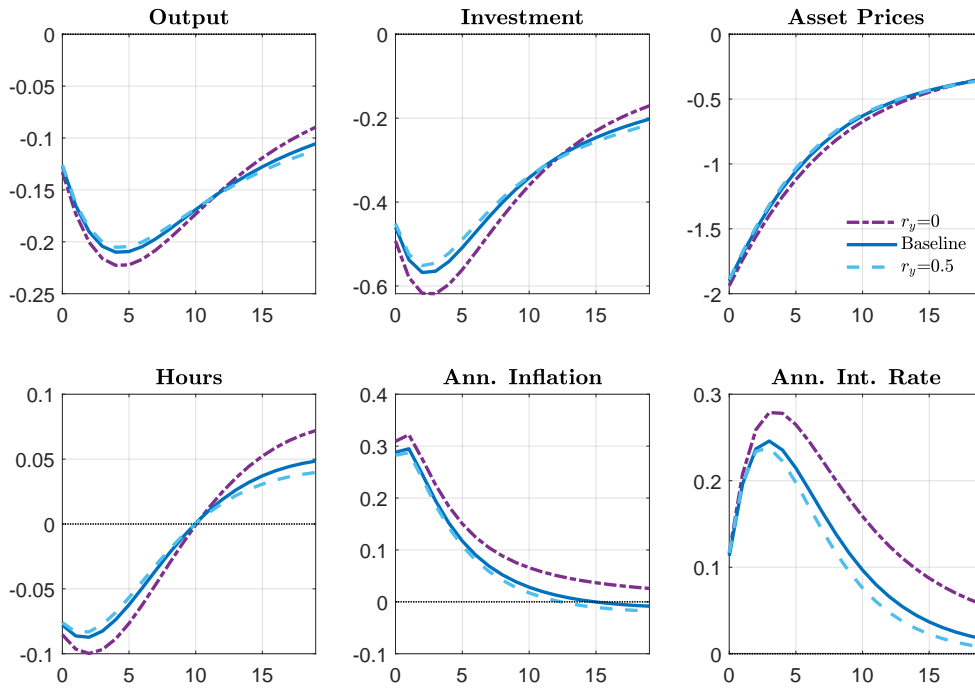 Output
Investment
Asset Prices
0
-0.05
-0.1
-0.15
-0.2
-0.25
0 5 10 15
0
-0.2
-0.4
-0.6
0 5 10 15
0
-0.5
-1
-1.5
-2
0 5 10 15
r_y=0
Baseline
r_y=0.5
Hours
Ann. Inflation
Ann. Int. Rate
0.1
0.05
0
-0.05
-0.1
0 5 10 15
0.4
0.3
0.2
0.1
0
-0.1
0 5 10 15
0.3
0.2
0.1
0
0 5 10 15